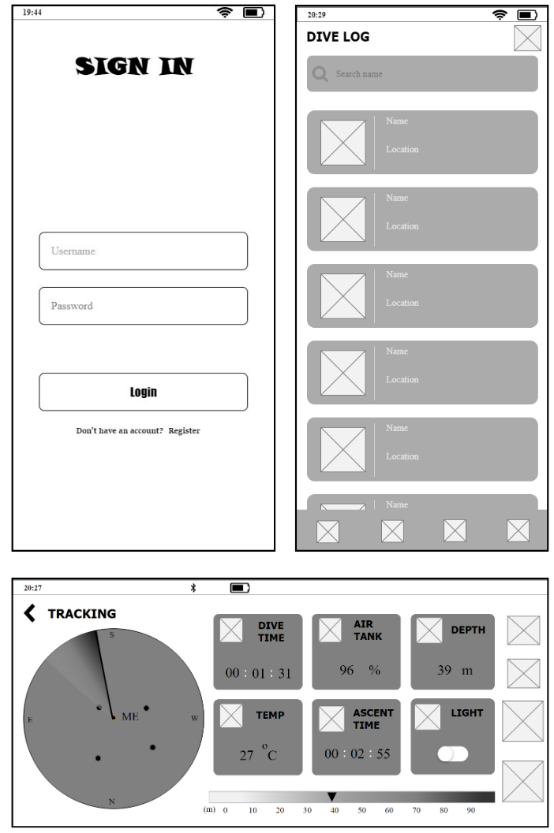 19:44
SIGN IN
Username
Password
Login
Don't have an account? Register
20:29
DIVE LOG
Search name
Name
Location
Name
Location
Name
Location
Name
Location
Name
Location
Name
20:27
TRACKING
S
E
ME
W
N
DIVE
TIME
00 : 01 : 31
AIR
TANK
96 %
DEPTH
39 m
TEMP
27 °C
ASCENT
TIME
00 : 02 : 55
LIGHT
(m) 0 10 20 30 40 50 60 70 80 90